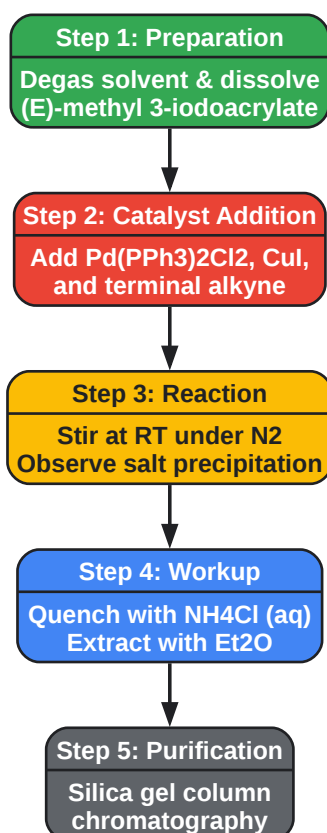 Step 1: Preparation
Degas solvent & dissolve
(E)-methyl 3-iodoacrylate
Step 2: Catalyst Addition
Add Pd(PPh3)2Cl2, CuI,
and terminal alkyne
Step 3: Reaction
Stir at RT under N2
Observe salt precipitation
Step 4: Workup
Quench with NH4Cl (aq)
Extract with Et2O
Step 5: Purification
Silica gel column
chromatography